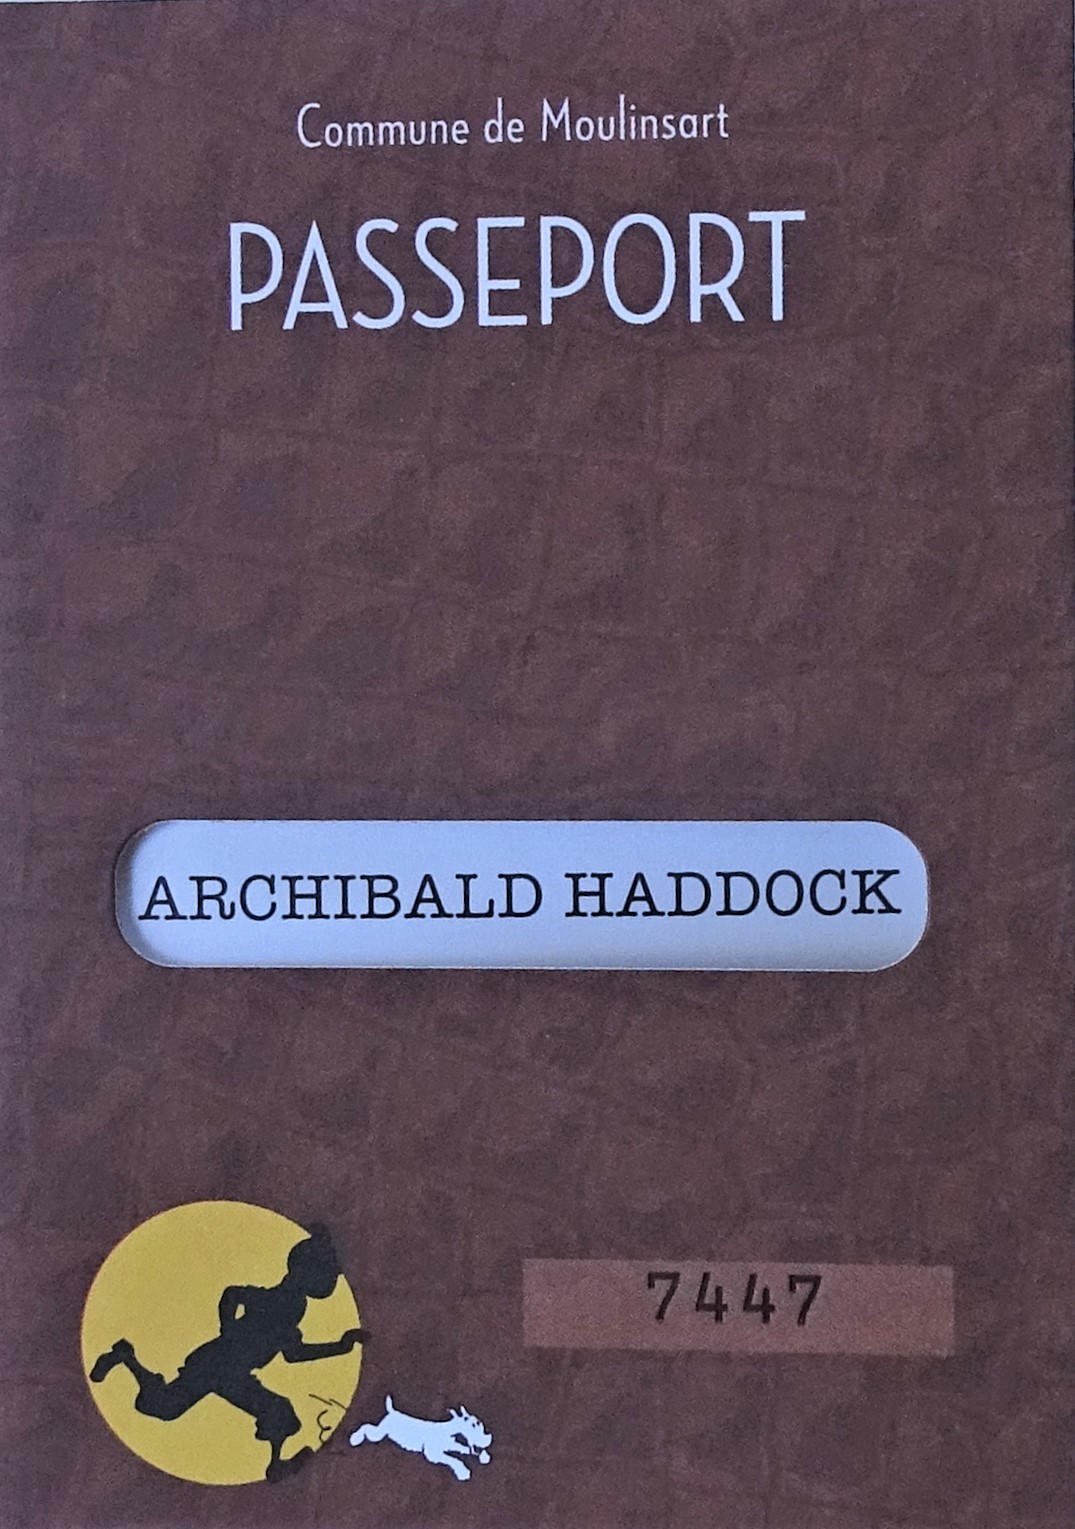 Commune de Moulinsart
PASSEPORT
ARCHIBALD HADDOCK
7447